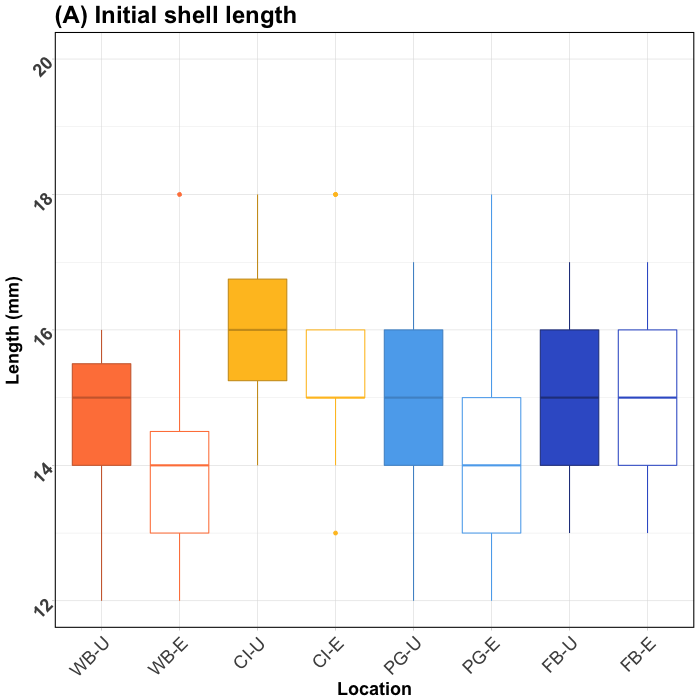 (A) Initial shell length
20
18
16
14
12
Length (mm)
WB-U
WB-E
CI-U
CI-E
PG-U
PG-E
FB-U
FB-E
Location